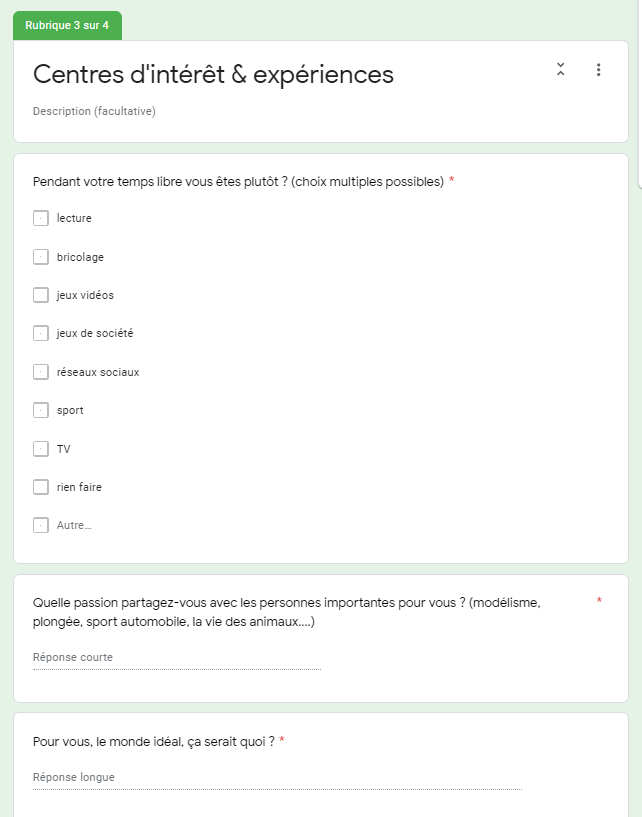 Rubrique 3 sur 4
Centres d'intérêt & expériences
Description (facultative)
Pendant votre temps libre vous êtes plutôt ? (choix multiples possibles) *
lecture
bricolage
jeux vidéos
jeux de société
réseaux sociaux
sport
TV
rien faire
Autre…
Quelle passion partagez-vous avec les personnes importantes pour vous ? (modélisme, *
plongée, sport automobile, la vie des animaux....)
Réponse courte
Pour vous, le monde idéal, ça serait quoi ? *
Réponse longue